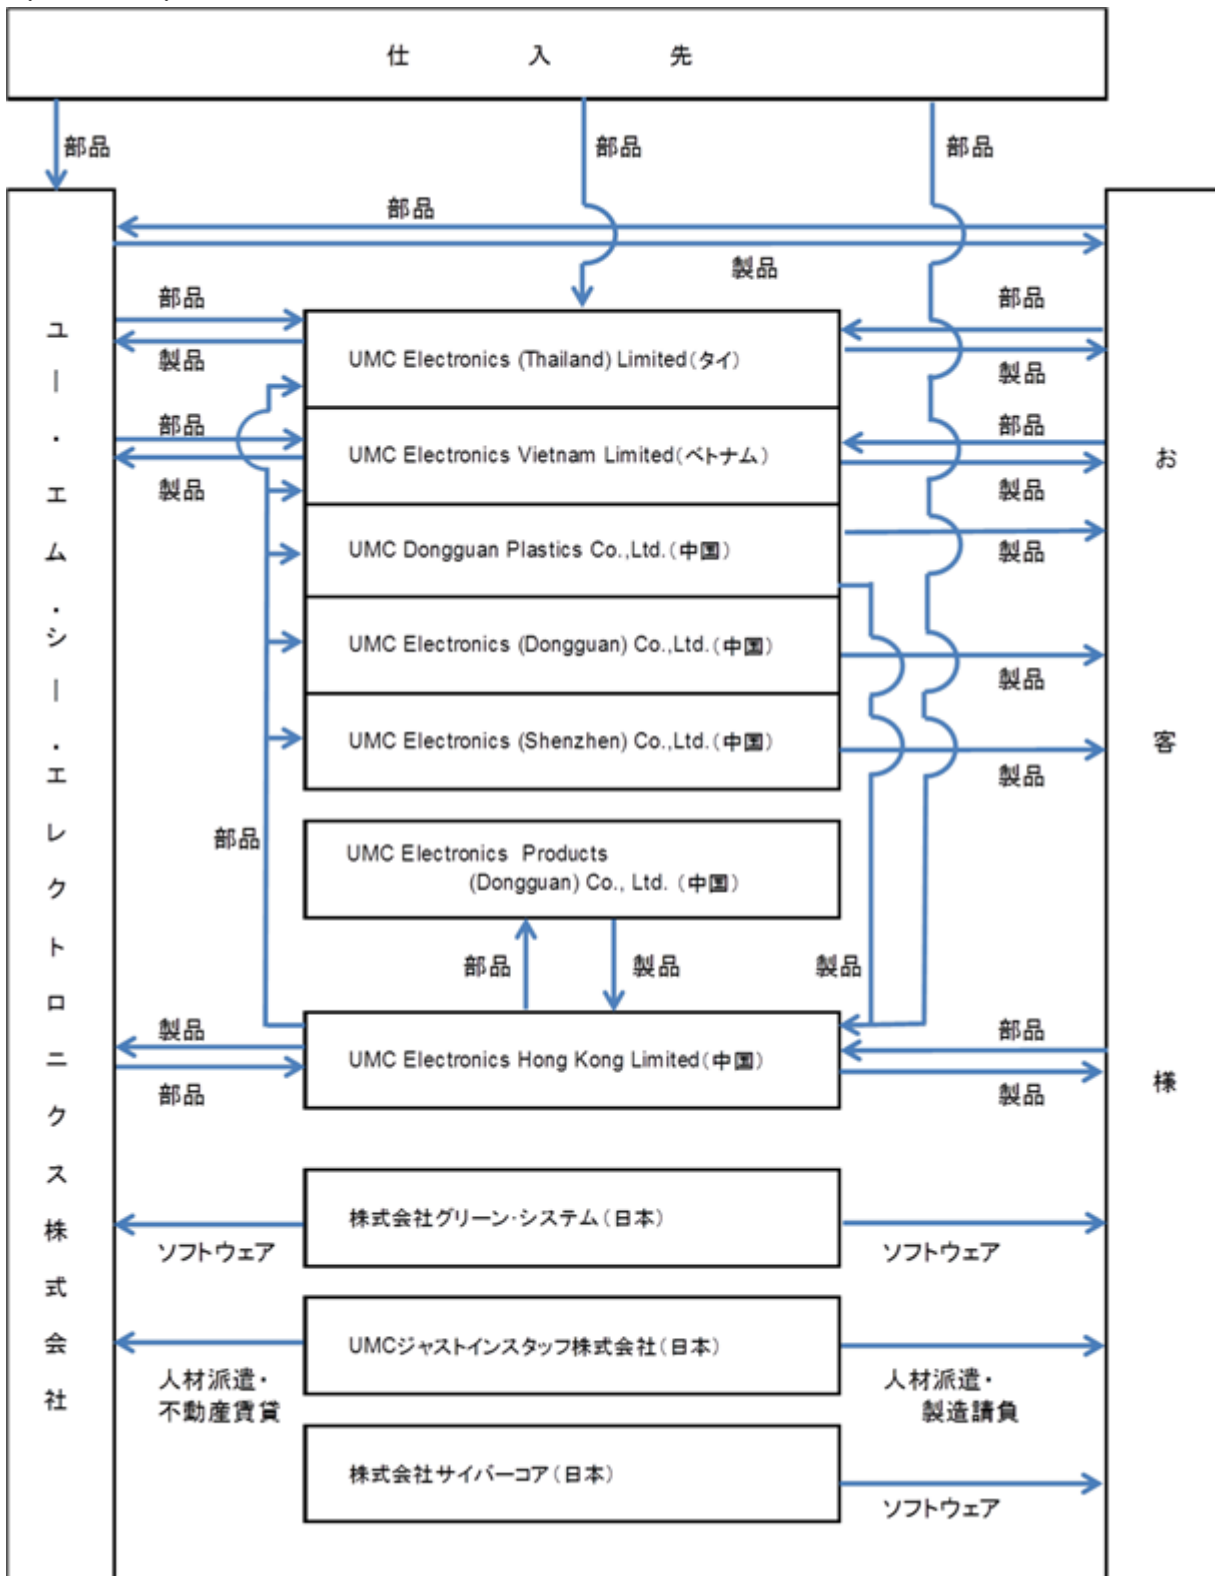 仕入先
部品
部品
部品
部品
製品
ユー・エム・シー・エレクトロニクス株式会社
お客様
部品
製品
UMC Electronics (Thailand) Limited(タイ)
部品
製品
部品
製品
UMC Electronics Vietnam Limited(ベトナム)
部品
製品
UMC Dongguan Plastics Co.,Ltd.(中国)
製品
UMC Electronics (Dongguan) Co.,Ltd.(中国)
製品
UMC Electronics (Shenzhen) Co.,Ltd.(中国)
製品
部品
UMC Electronics Products
(Dongguan) Co., Ltd. (中国)
部品
製品
製品
製品
部品
UMC Electronics Hong Kong Limited(中国)
部品
製品
株式会社グリーン・システム(日本)
ソフトウェア
ソフトウェア
UMCジャストインスタッフ株式会社(日本)
人材派遣・
不動産賃貸
人材派遣・
製造請負
株式会社サイバーコア(日本)
ソフトウェア